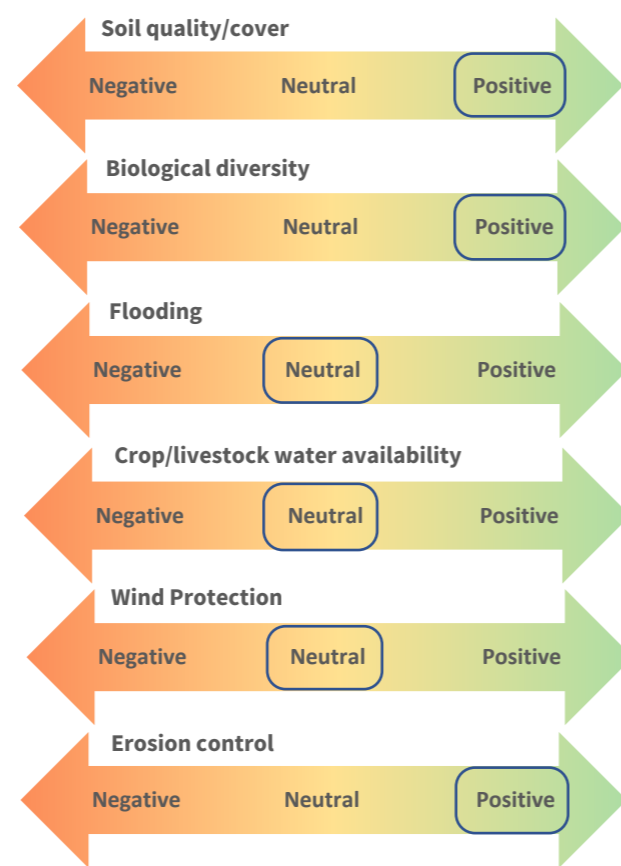 Soil quality/cover
Negative Neutral Positive
Biological diversity
Negative Neutral Positive
Flooding
Negative Neutral Positive
Crop/livestock water availability
Negative Neutral Positive
Wind Protection
Negative Neutral Positive
Erosion control
Negative Neutral Positive